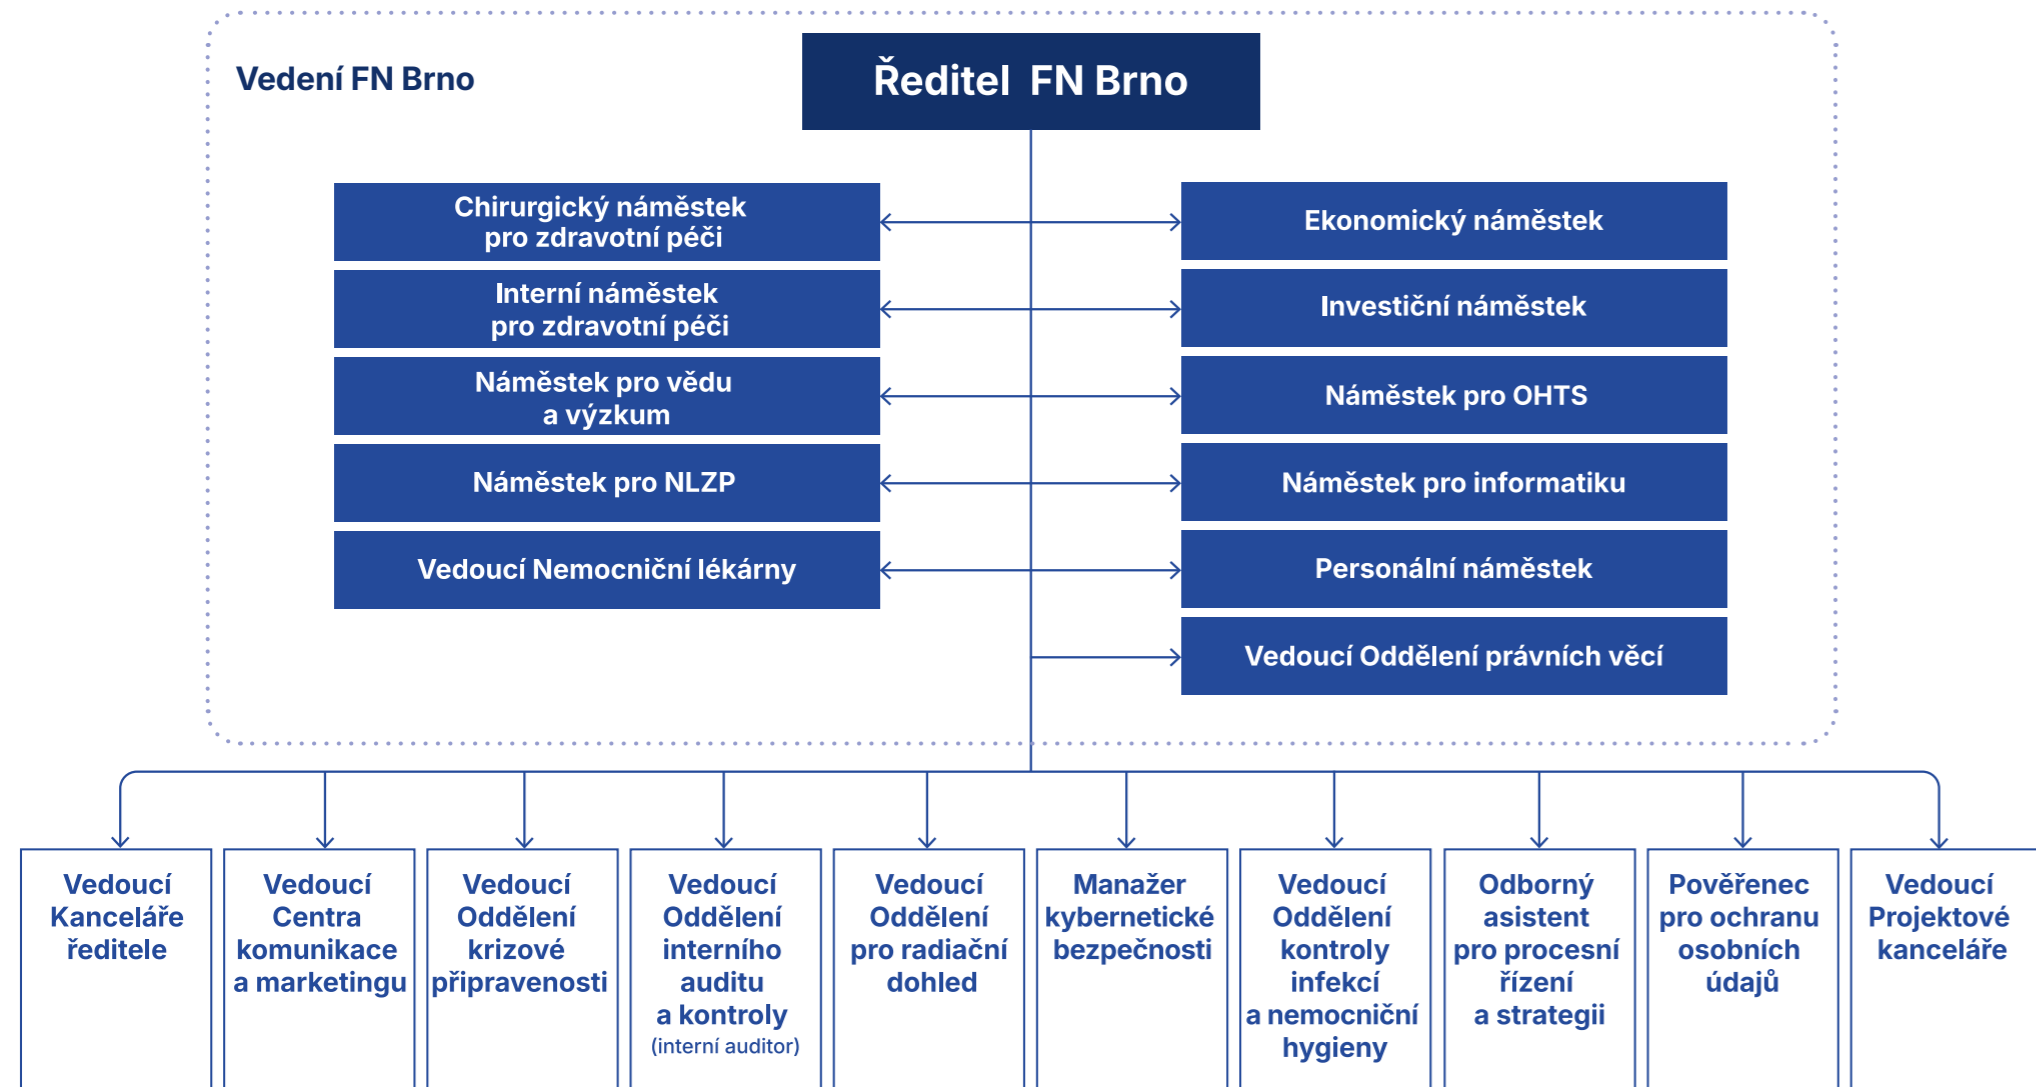 Vedení FN Brno
Ředitel FN Brno
Chirurgický náměstek
pro zdravotní péči
Interní náměstek
pro zdravotní péči
Náměstek pro vědu
a výzkum
Náměstek pro NLZP
Vedoucí Nemocniční lékárny
Ekonomický náměstek
Investiční náměstek
Náměstek pro OHTS
Náměstek pro informatiku
Personální náměstek
Vedoucí Oddělení právních věcí
Vedoucí
Kanceláře
ředitele
Vedoucí
Centra
komunikace
a marketingu
Vedoucí
Oddělení
krizové
připravenosti
Vedoucí
Oddělení
interního
auditu
a kontroly
(interní auditor)
Vedoucí
Oddělení
pro radiační
dohled
Manažer
kybernetické
bezpečnosti
Vedoucí
Oddělení
kontroly
infekcí
a nemocniční
hygieny
Odborný
asistent
pro procesní
řízení
a strategii
Pověřenec
pro ochranu
osobních
údajů
Vedoucí
Projektové
kanceláře